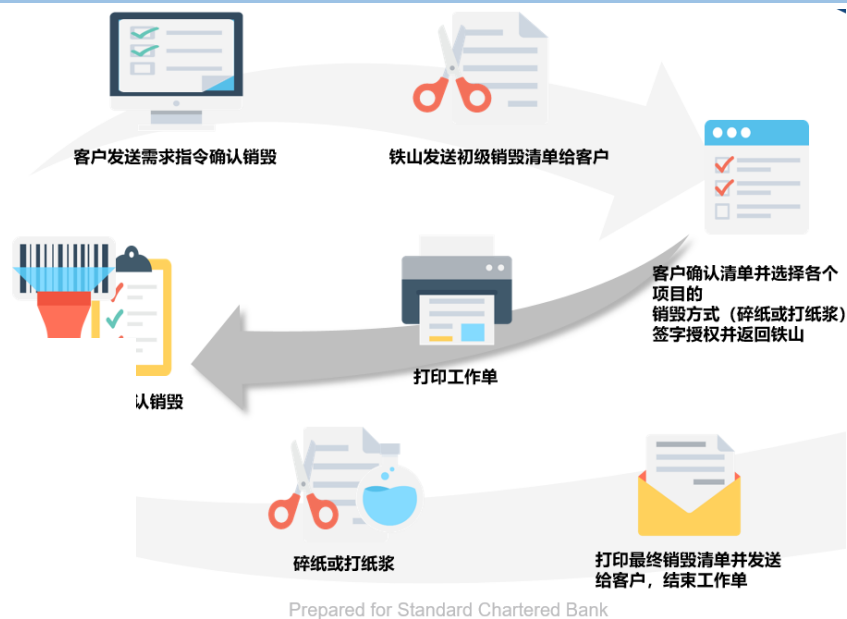 客户发送需求指令确认销毁
铁山发送初级销毁清单给客户
客户确认清单并选择各个
项目的
销毁方式（碎纸或打纸浆）
签字授权并返回铁山
打印工作单
认销毁
碎纸或打纸浆
打印最终销毁清单并发送
给客户，结束工作单
Prepared for Standard Chartered Bank